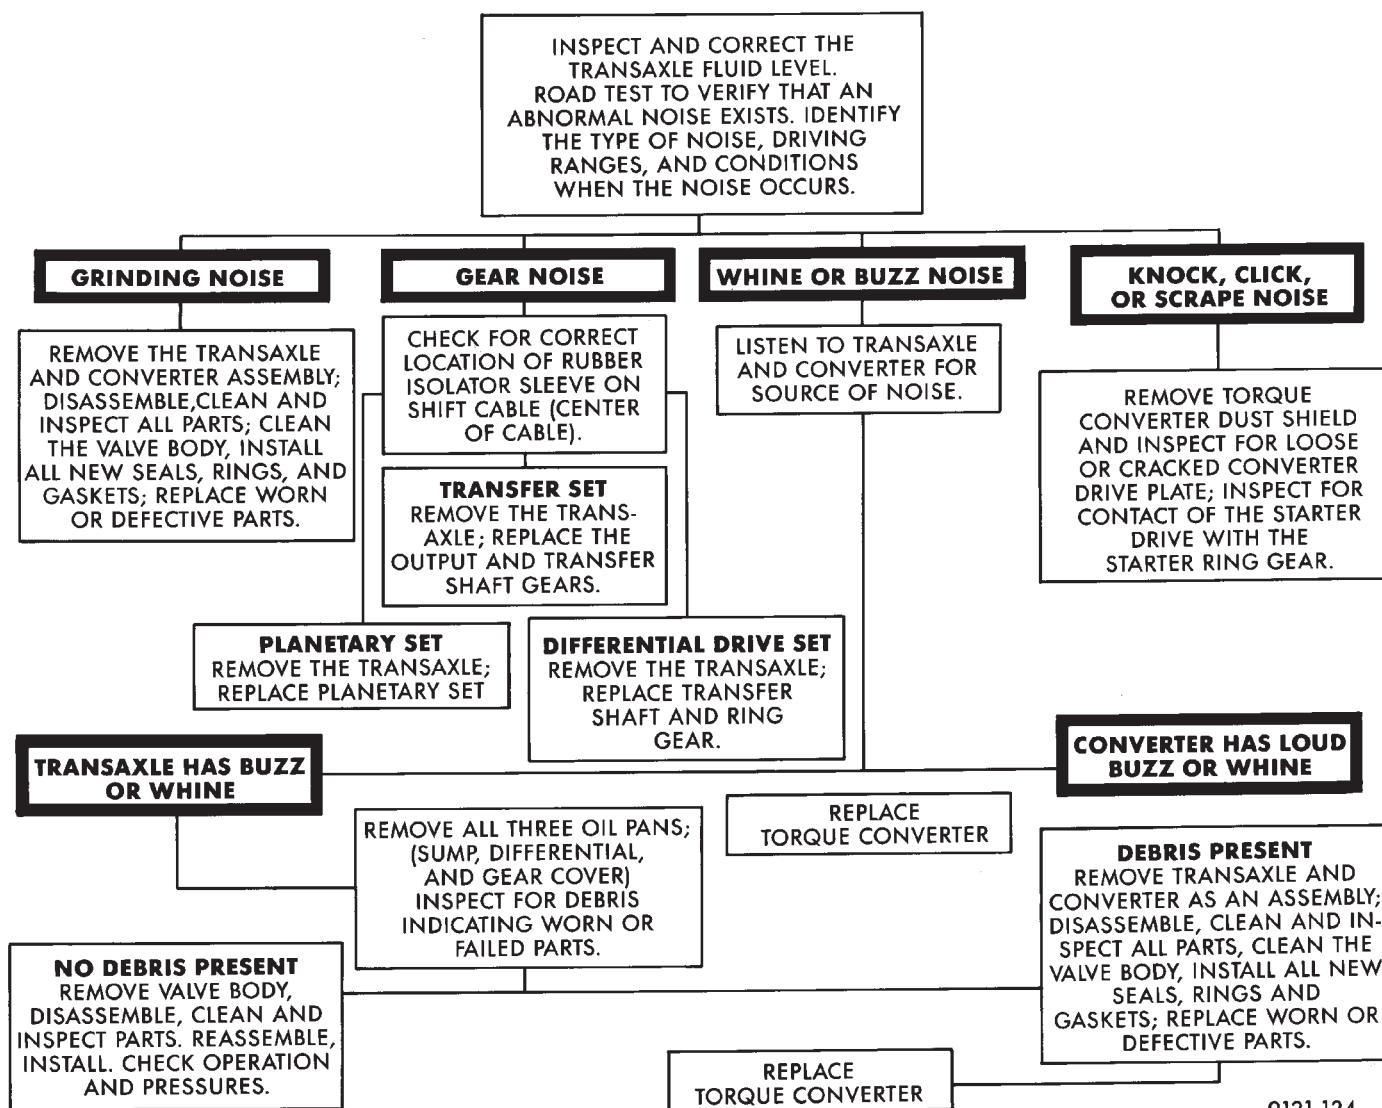 INSPECT AND CORRECT THE
TRANSAXLE FLUID LEVEL.
ROAD TEST TO VERIFY THAT AN
ABNORMAL NOISE EXISTS. IDENTIFY
THE TYPE OF NOISE, DRIVING
RANGES, AND CONDITIONS
WHEN THE NOISE OCCURS.
GRINDING NOISE
REMOVE THE TRANSAXLE
AND CONVERTER ASSEMBLY;
DISASSEMBLE,CLEAN AND
INSPECT ALL PARTS; CLEAN
THE VALVE BODY, INSTALL
ALL NEW SEALS, RINGS, AND
GASKETS; REPLACE WORN
OR DEFECTIVE PARTS.
GEAR NOISE
CHECK FOR CORRECT
LOCATION OF RUBBER
ISOLATOR SLEEVE ON
SHIFT CABLE (CENTER
OF CABLE).
TRANSFER SET
REMOVE THE TRANS-
AXLE; REPLACE THE
OUTPUT AND TRANSFER
SHAFT GEARS.
PLANETARY SET
REMOVE THE TRANSAXLE;
REPLACE PLANETARY SET
DIFFERENTIAL DRIVE SET
REMOVE THE TRANSAXLE;
REPLACE TRANSFER
SHAFT AND RING
GEAR.
WHINE OR BUZZ NOISE
LISTEN TO TRANSAXLE
AND CONVERTER FOR
SOURCE OF NOISE.
KNOCK, CLICK,
OR SCRAPE NOISE
REMOVE TORQUE
CONVERTER DUST SHIELD
AND INSPECT FOR LOOSE
OR CRACKED CONVERTER
DRIVE PLATE; INSPECT FOR
CONTACT OF THE STARTER
DRIVE WITH THE
STARTER RING GEAR.
TRANSAXLE HAS BUZZ
OR WHINE
CONVERTER HAS LOUD
BUZZ OR WHINE
REMOVE ALL THREE OIL PANS;
(SUMP, DIFFERENTIAL,
AND GEAR COVER)
INSPECT FOR DEBRIS
INDICATING WORN OR
FAILED PARTS.
REPLACE
TORQUE CONVERTER
NO DEBRIS PRESENT
REMOVE VALVE BODY,
DISASSEMBLE, CLEAN AND
INSPECT PARTS. REASSEMBLE,
INSTALL. CHECK OPERATION
AND PRESSURES.
DEBRIS PRESENT
REMOVE TRANSAXLE AND
CONVERTER AS AN ASSEMBLY;
DISASSEMBLE, CLEAN AND IN-
SPECT ALL PARTS, CLEAN THE
VALVE BODY, INSTALL ALL NEW
SEALS, RINGS AND
GASKETS; REPLACE WORN OR
DEFECTIVE PARTS.
REPLACE
TORQUE CONVERTER